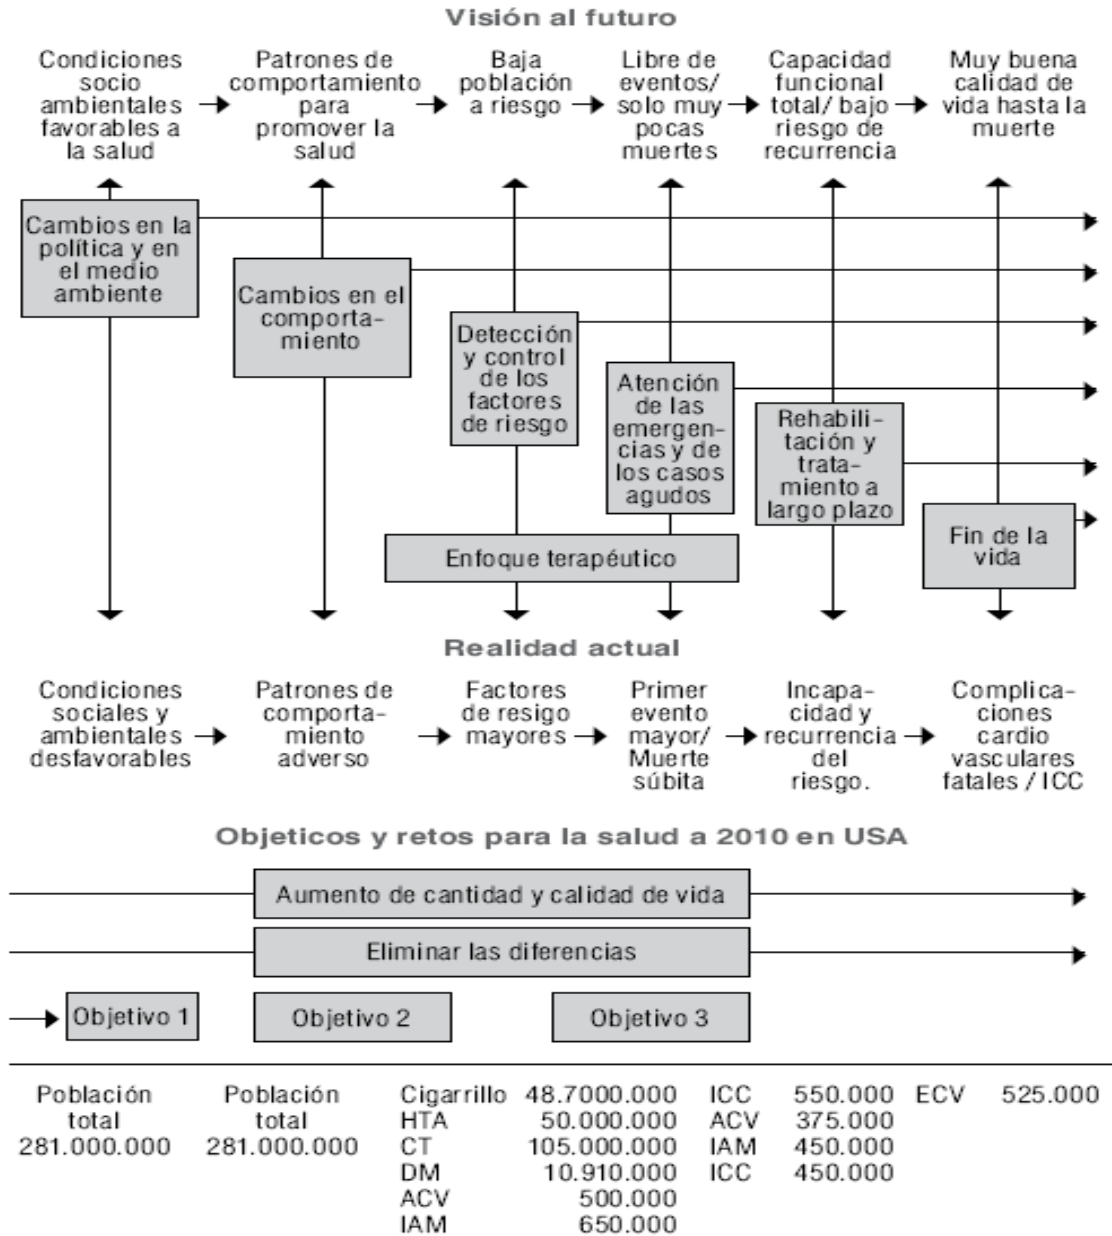 Visión al futuro
Condiciones
socio
ambientales
favorables a
la salud
Patrones de
comportamiento
para
promover la
salud
Baja
población
a riesgo
Libre de
eventos/
solo muy
pocas
muertes
Capacidad
funcional
total/ bajo
riesgo de
recurrencia
Muy buena
calidad de
vida hasta la
muerte
Cambios en la
política y en
el medio
ambiente
Cambios en el
comporta-
miento
Detección
y control
de los
factores
de riesgo
Atención
de las
emergen-
cias y de
los casos
agudos
Rehabili-
tación y
trata-
miento a
largo plazo
Fin de la
vida
Enfoque terapéutico
Realidad actual
Condiciones
sociales y
ambientales
desfavorables
Patrones de
comporta-
miento
adverso
Factores
de resigo
mayores
Primer
evento
mayor/
Muerte
súbita
Incapa-
cidad y
recurrencia
del
riesgo.
Complica-
ciones
cardio
vasculares
fatales / ICC
Objeticos y retos para la salud a 2010 en USA
Aumento de cantidad y calidad de vida
Eliminar las diferencias
Objetivo 1
Objetivo 2
Objetivo 3
Población
total
281.000.000
Población
total
281.000.000
Cigarrillo 48.7000.000
HTA 50.000.000
CT 105.000.000
DM 10.910.000
ACV 500.000
IAM 650.000
ICC 550.000
ACV 375.000
IAM 450.000
ICC 450.000
ECV 525.000